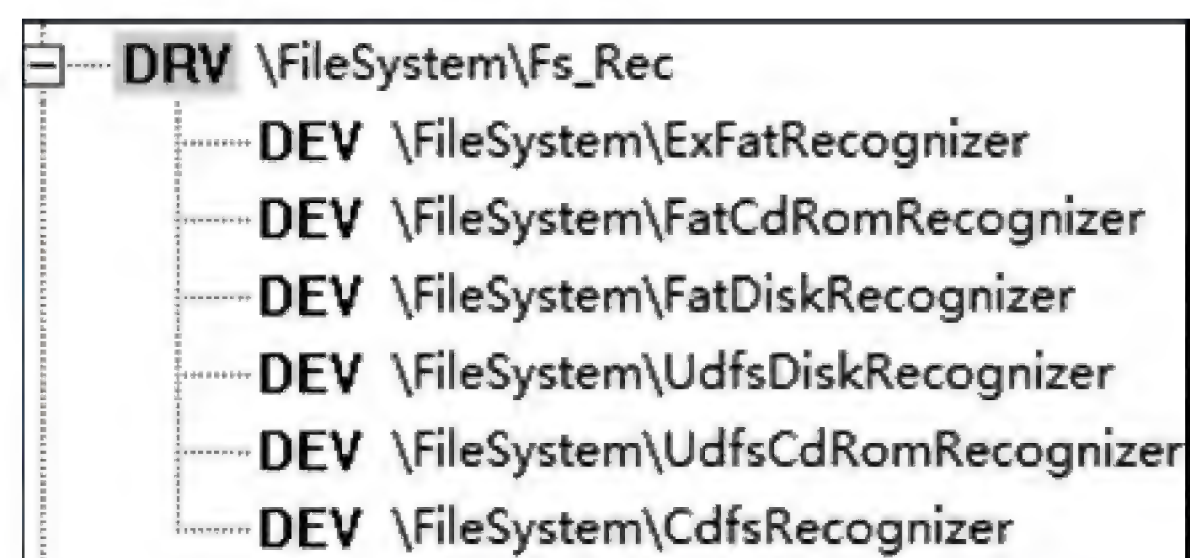 DRV \FileSystem\Fs_Rec
DEV \FileSystem\ExFatRecognizer
DEV \FileSystem\FatCdRomRecognizer
DEV \FileSystem\FatDiskRecognizer
DEV \FileSystem\UdfsDiskRecognizer
DEV \FileSystem\UdfsCdRomRecognizer
DEV \FileSystem\CdfsRecognizer